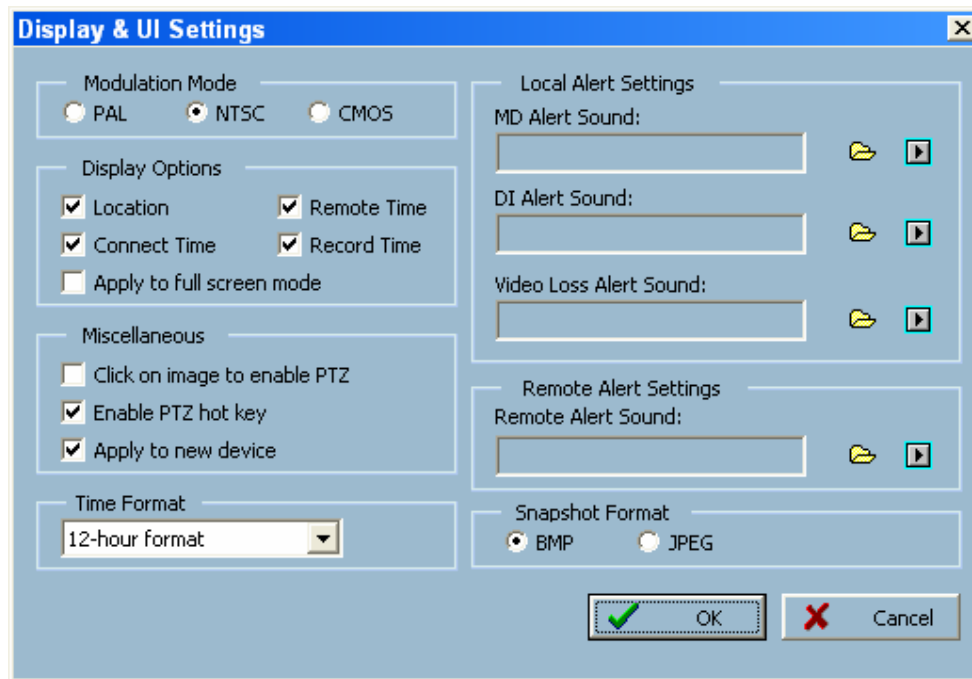 Display & UI Settings
Modulation Mode
PAL NTSC CMOS
Display Options
Location Remote Time
Connect Time Record Time
Apply to full screen mode
Miscellaneous
Click on image to enable PTZ
Enable PTZ hot key
Apply to new device
Time Format
12-hour format
Local Alert Settings
MD Alert Sound:
DI Alert Sound:
Video Loss Alert Sound:
Remote Alert Settings
Remote Alert Sound:
Snapshot Format
BMP JPEG
OK Cancel